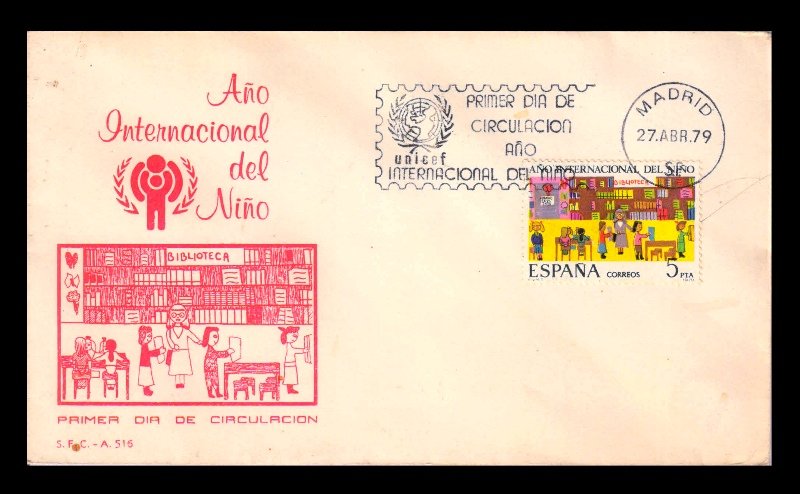 Año
Internacional
del
Niño
BIBLIOTECA
PRIMER DIA DE CIRCULACION
S. F. C. - A. 516
PRIMER DIA DE
CIRCULACION
AÑO
INTERNACIONAL DEL NIÑO
unicef
MADRID
27.ABR.79
AÑO INTERNACIONAL DEL NIÑO
BIBLIOTECA
ESPAÑA CORREOS 5 PTA